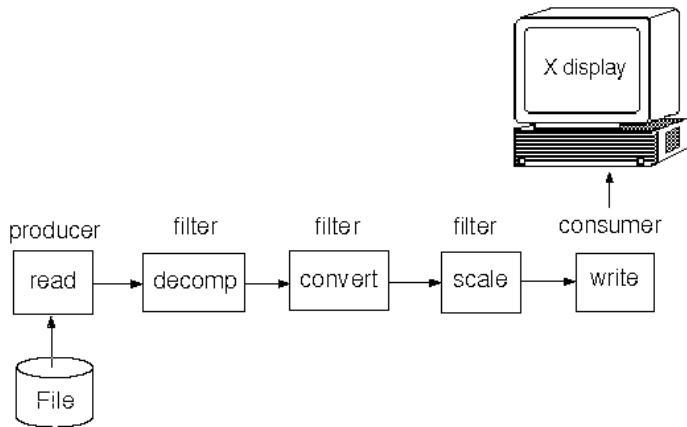 X display
producer
filter
filter
filter
consumer
read
decomp
convert
scale
write
File